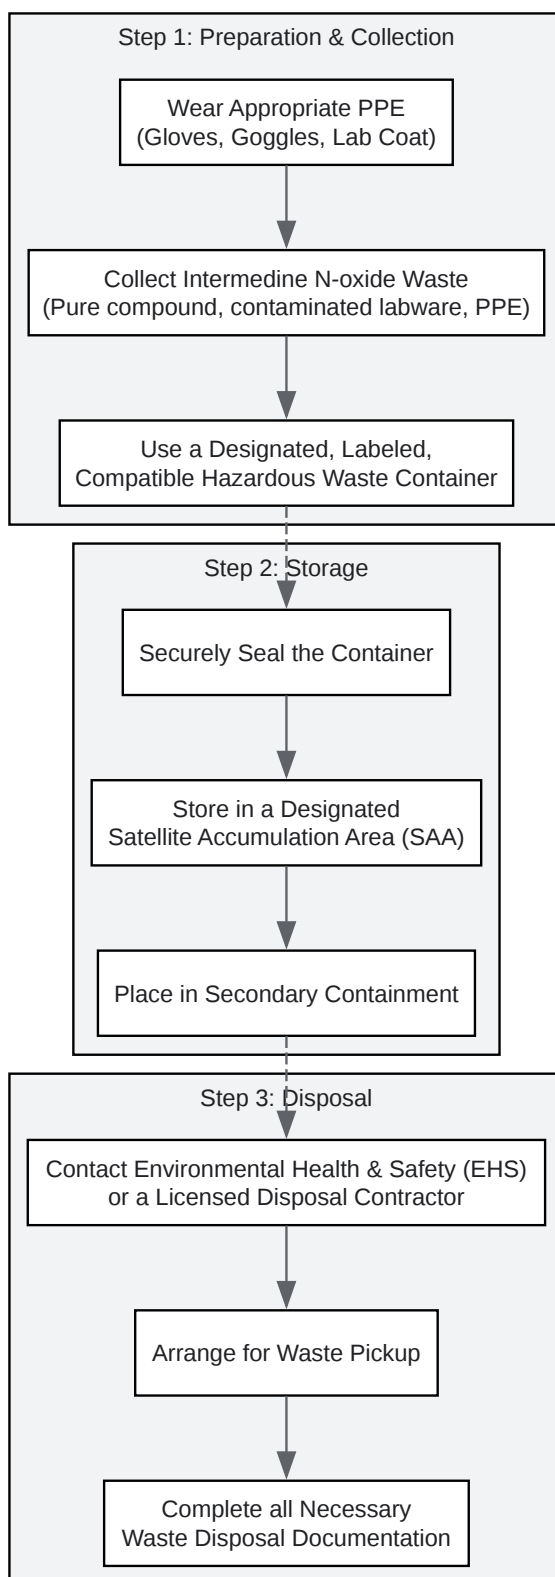 Step 1: Preparation & Collection
Wear Appropriate PPE
(Gloves, Goggles, Lab Coat)
Collect Intermedine N-oxide Waste
(Pure compound, contaminated labware, PPE)
Use a Designated, Labeled,
Compatible Hazardous Waste Container
Step 2: Storage
Securely Seal the Container
Store in a Designated
Satellite Accumulation Area (SAA)
Place in Secondary Containment
Step 3: Disposal
Contact Environmental Health & Safety (EHS)
or a Licensed Disposal Contractor
Arrange for Waste Pickup
Complete all Necessary
Waste Disposal Documentation